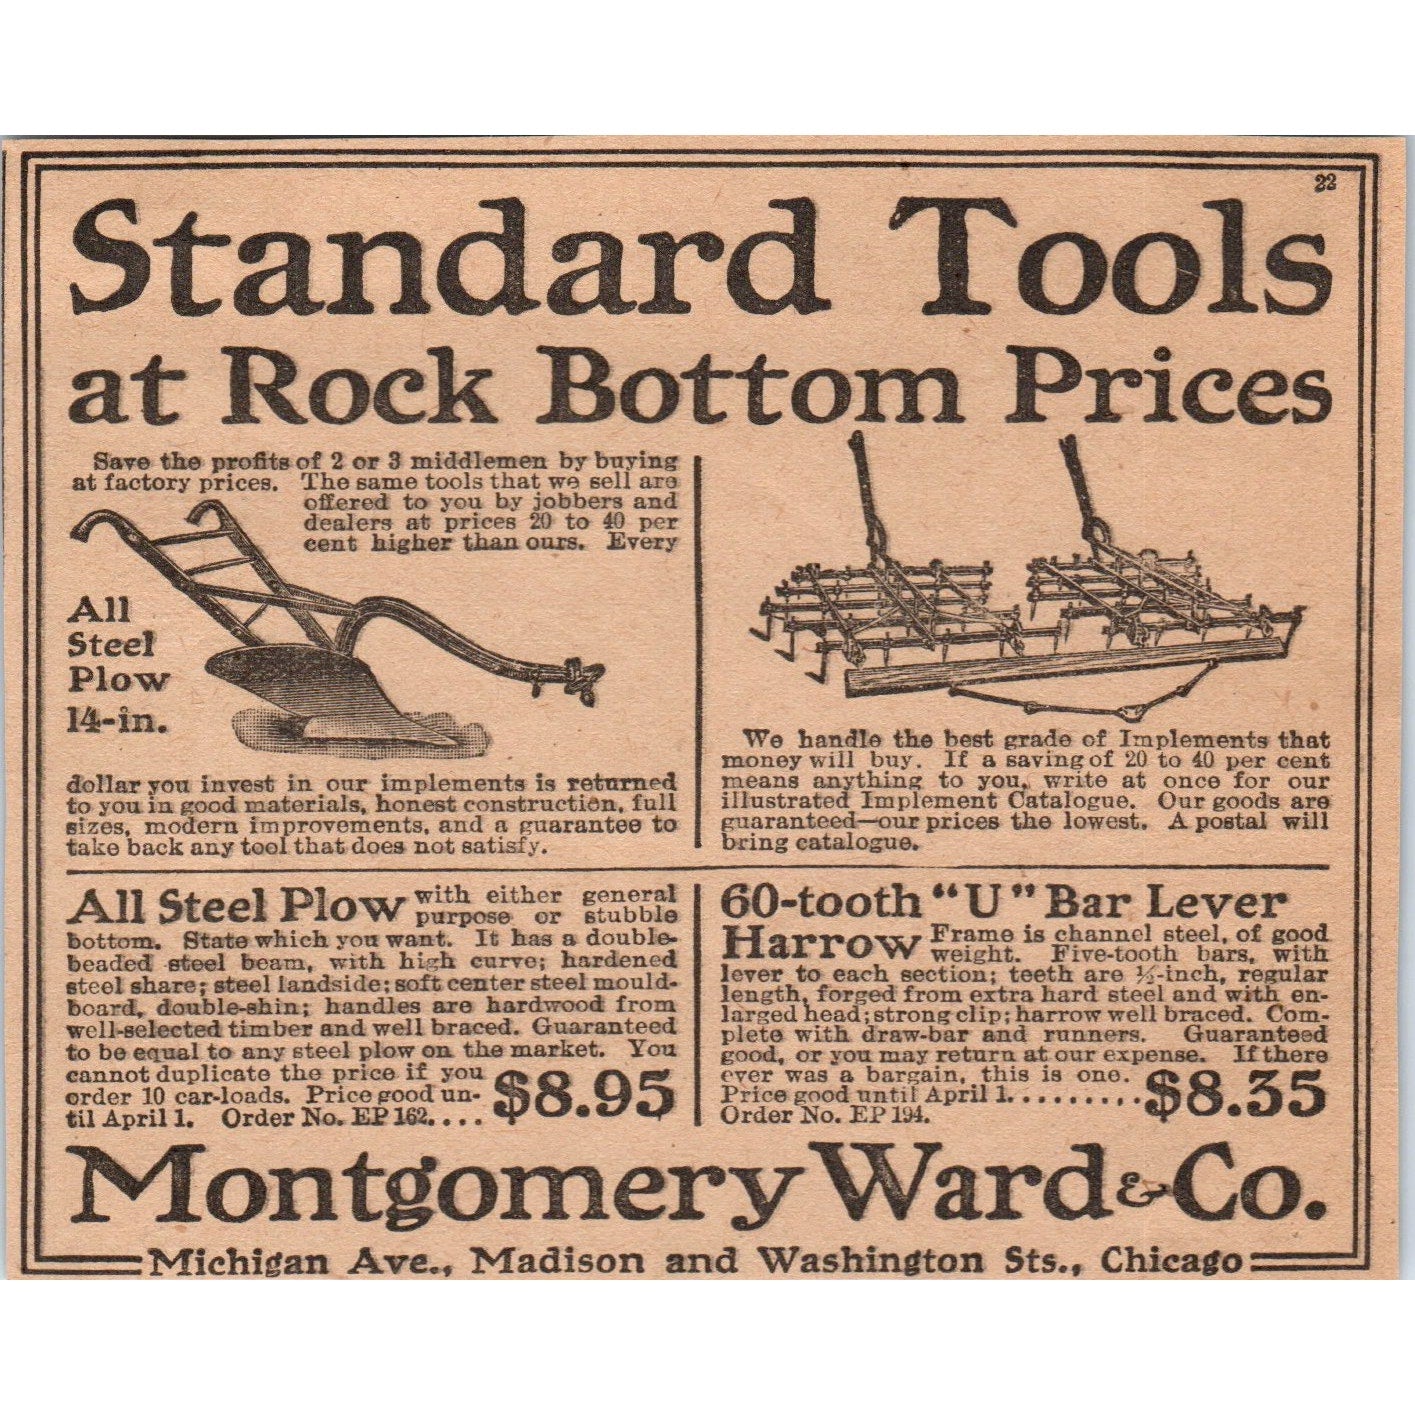 22
Standard Tools
at Rock Bottom Prices
Save the profits of 2 or 3 middlemen by buying
at factory prices. The same tools that we sell are
offered to you by jobbers and
dealers at prices 20 to 40 per
cent higher than ours. Every
All
Steel
Plow
14-in.
dollar you invest in our implements is returned
to you in good materials, honest construction, full
sizes, modern improvements, and a guarantee to
take back any tool that does not satisfy.
We handle the best grade of Implements that
money will buy. If a saving of 20 to 40 per cent
means anything to you, write at once for our
illustrated Implement Catalogue. Our goods are
guaranteed—our prices the lowest. A postal will
bring catalogue.
All Steel Plow with either general
purpose or stubble
bottom. State which you want. It has a double-
beaded steel beam, with high curve; hardened
steel share; steel landside; soft center steel mould-
board, double-shin; handles are hardwood from
well-selected timber and well braced. Guaranteed
to be equal to any steel plow on the market. You
cannot duplicate the price if you
order 10 car-loads. Price good un-
til April 1. Order No. EP 162.... $8.95
60-tooth "U" Bar Lever
Harrow Frame is channel steel, of good
weight. Five-tooth bars, with
lever to each section; teeth are ½-inch, regular
length, forged from extra hard steel and with en-
larged head; strong clip; harrow well braced. Com-
plete with draw-bar and runners. Guaranteed
good, or you may return at our expense. If there
ever was a bargain, this is one.
Price good until April 1......... $8.35
Order No. EP 194.
Montgomery Ward & Co.
Michigan Ave., Madison and Washington Sts., Chicago